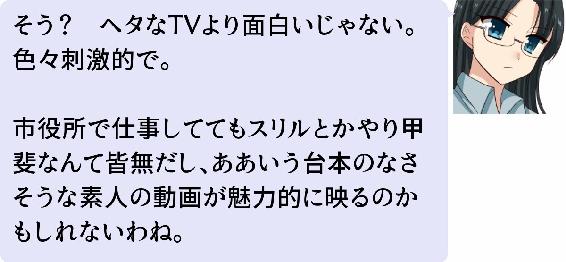 そう？　ヘタなTVより面白いじゃない。
色々刺激的で。
市役所で仕事しててもスリルとかやり甲
斐なんて皆無だし、ああいう台本のなさ
そうな素人の動画が魅力的に映るのか
もしれないわね。